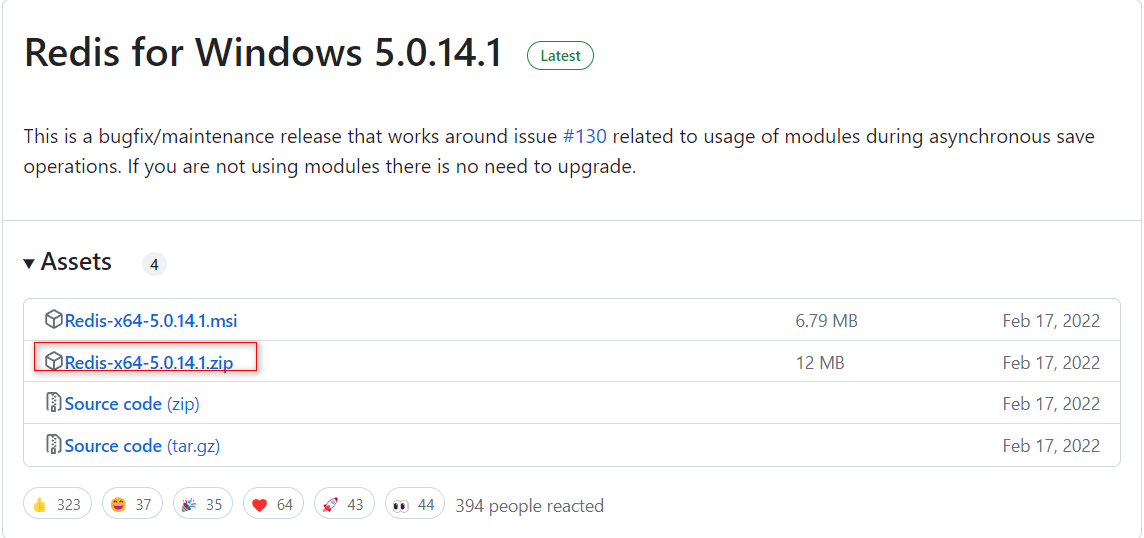 Redis for Windows 5.0.14.1 Latest
This is a bugfix/maintenance release that works around issue #130 related to usage of modules during asynchronous save
operations. If you are not using modules there is no need to upgrade.
Assets 4
Redis-x64-5.0.14.1.msi 6.79 MB Feb 17, 2022
Redis-x64-5.0.14.1.zip 12 MB Feb 17, 2022
Source code (zip) Feb 17, 2022
Source code (tar.gz) Feb 17, 2022
323 37 35 64 43 44 394 people reacted